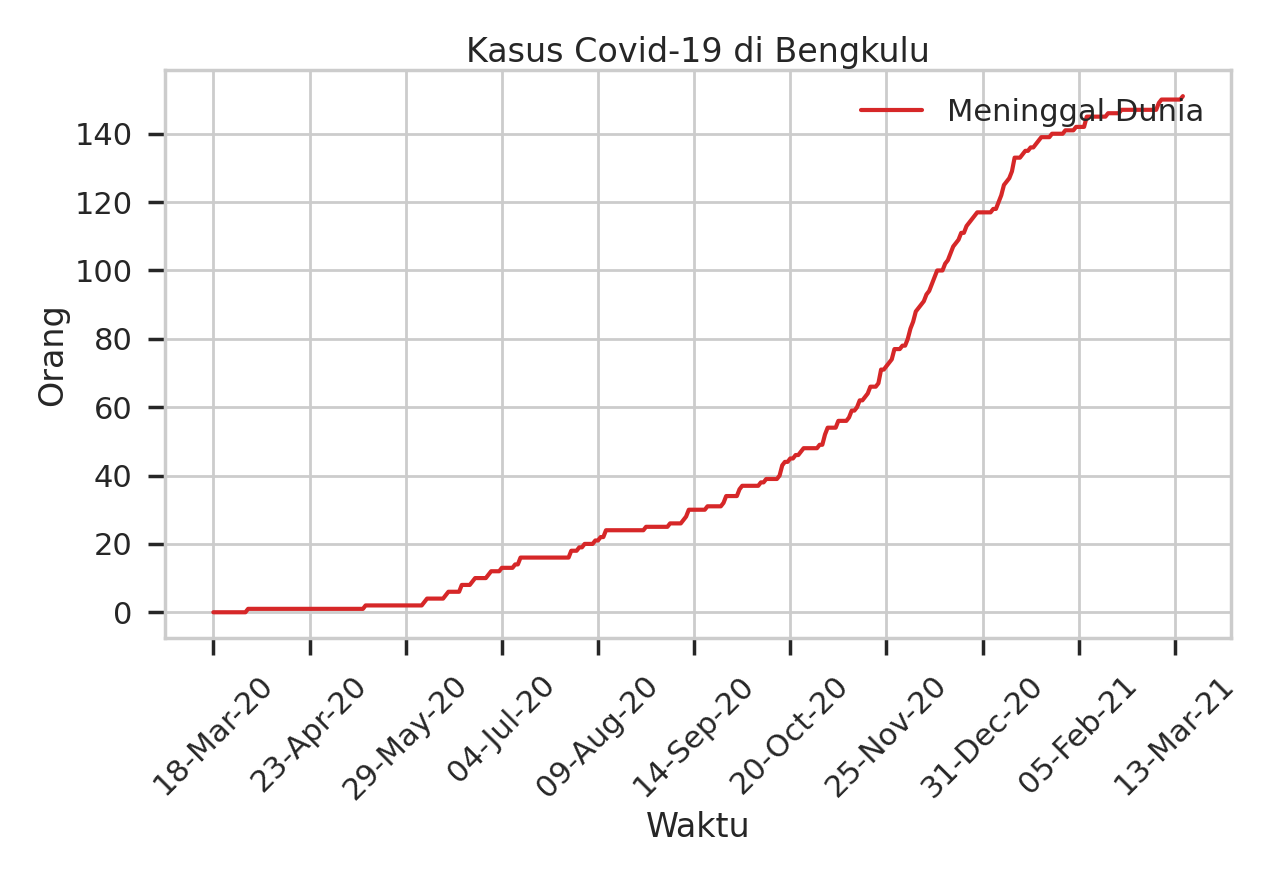 Kasus Covid-19 di Bengkulu
Meninggal Dunia
Orang
140
120
100
80
60
40
20
0
18-Mar-20
23-Apr-20
29-May-20
04-Jul-20
09-Aug-20
14-Sep-20
20-Oct-20
25-Nov-20
31-Dec-20
05-Feb-21
13-Mar-21
Waktu